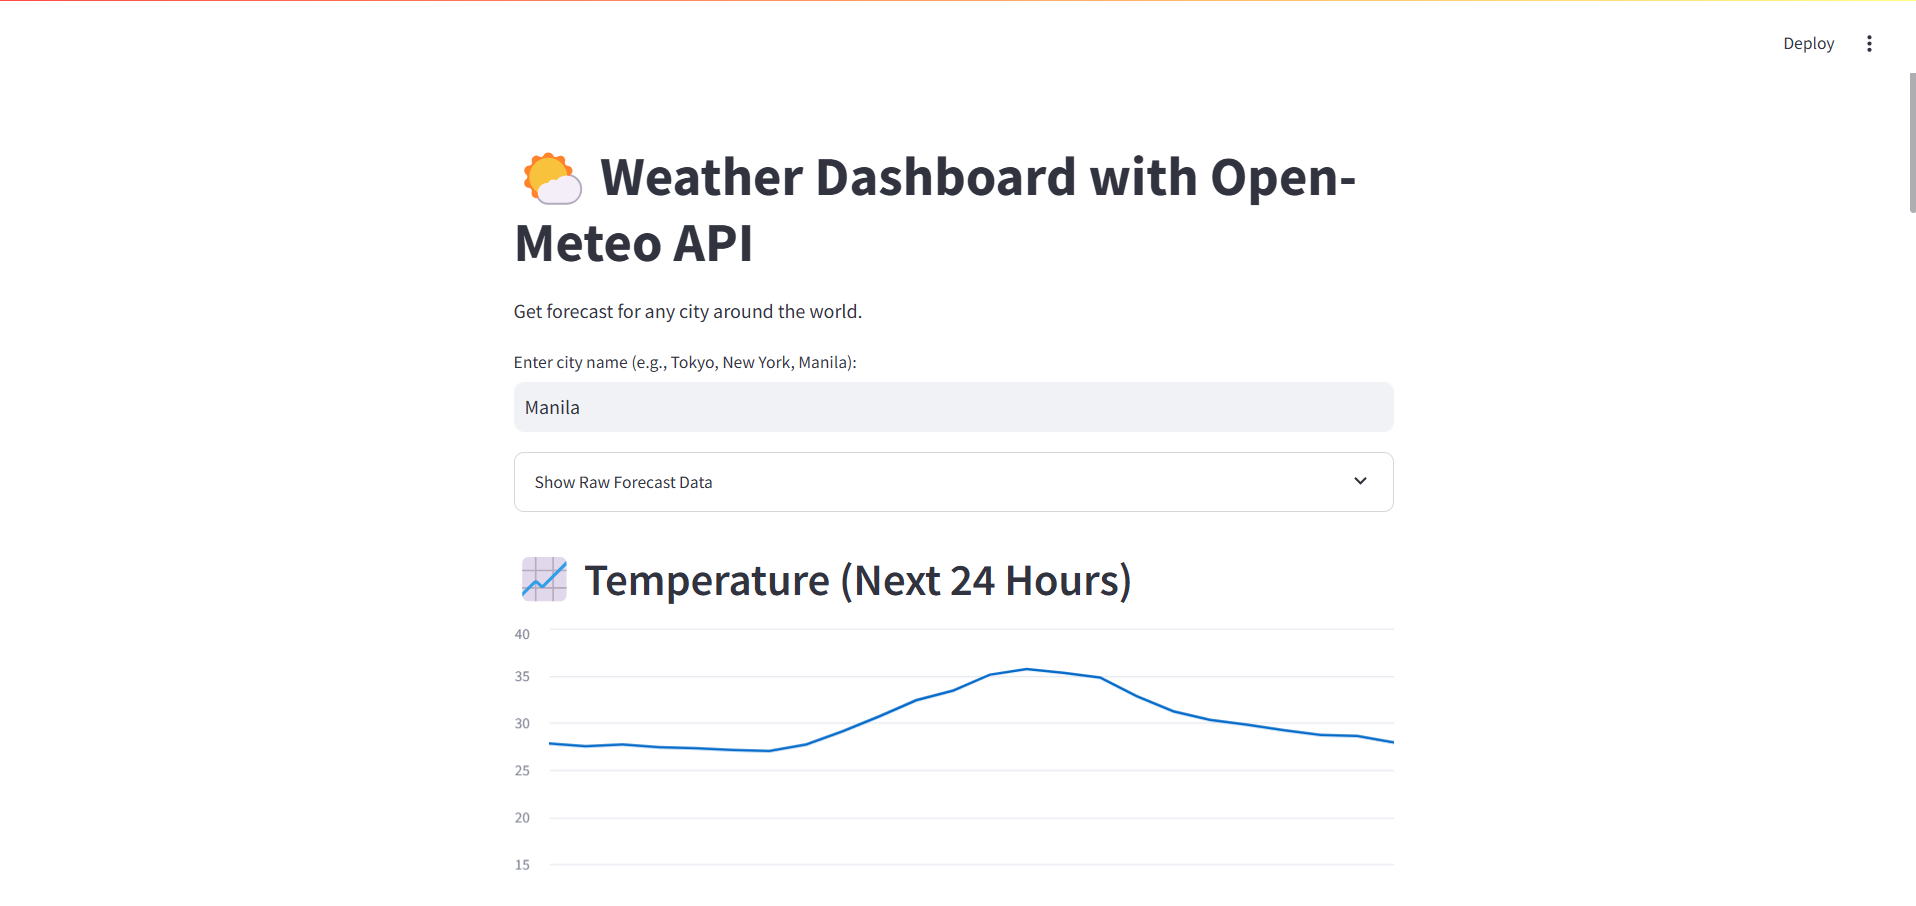 Deploy
Weather Dashboard with Open-
Meteo API
Get forecast for any city around the world.
Enter city name (e.g., Tokyo, New York, Manila):
Manila
Show Raw Forecast Data
Temperature (Next 24 Hours)
40
35
30
25
20
15